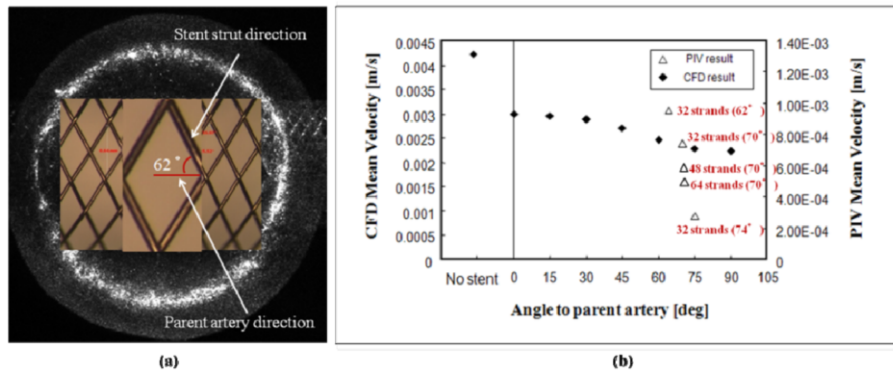 Stent strut direction
62°
Parent artery direction
(a)
CFD Mean Velocity [m/s]
0.0045
0.004
0.0035
0.003
0.0025
0.002
0.0015
0.001
0.0005
0
No stent
0 15 30 45 60 75 90 105
Angle to parent artery [deg]
PIV result
CFD result
32 strands (62°)
32 strands (70°)
48 strands (70°)
64 strands (70°)
32 strands (74°)
1.40E-03
1.20E-03
1.00E-03
8.00E-04
6.00E-04
4.00E-04
2.00E-04
PIV Mean Velocity [m/s]
(b)